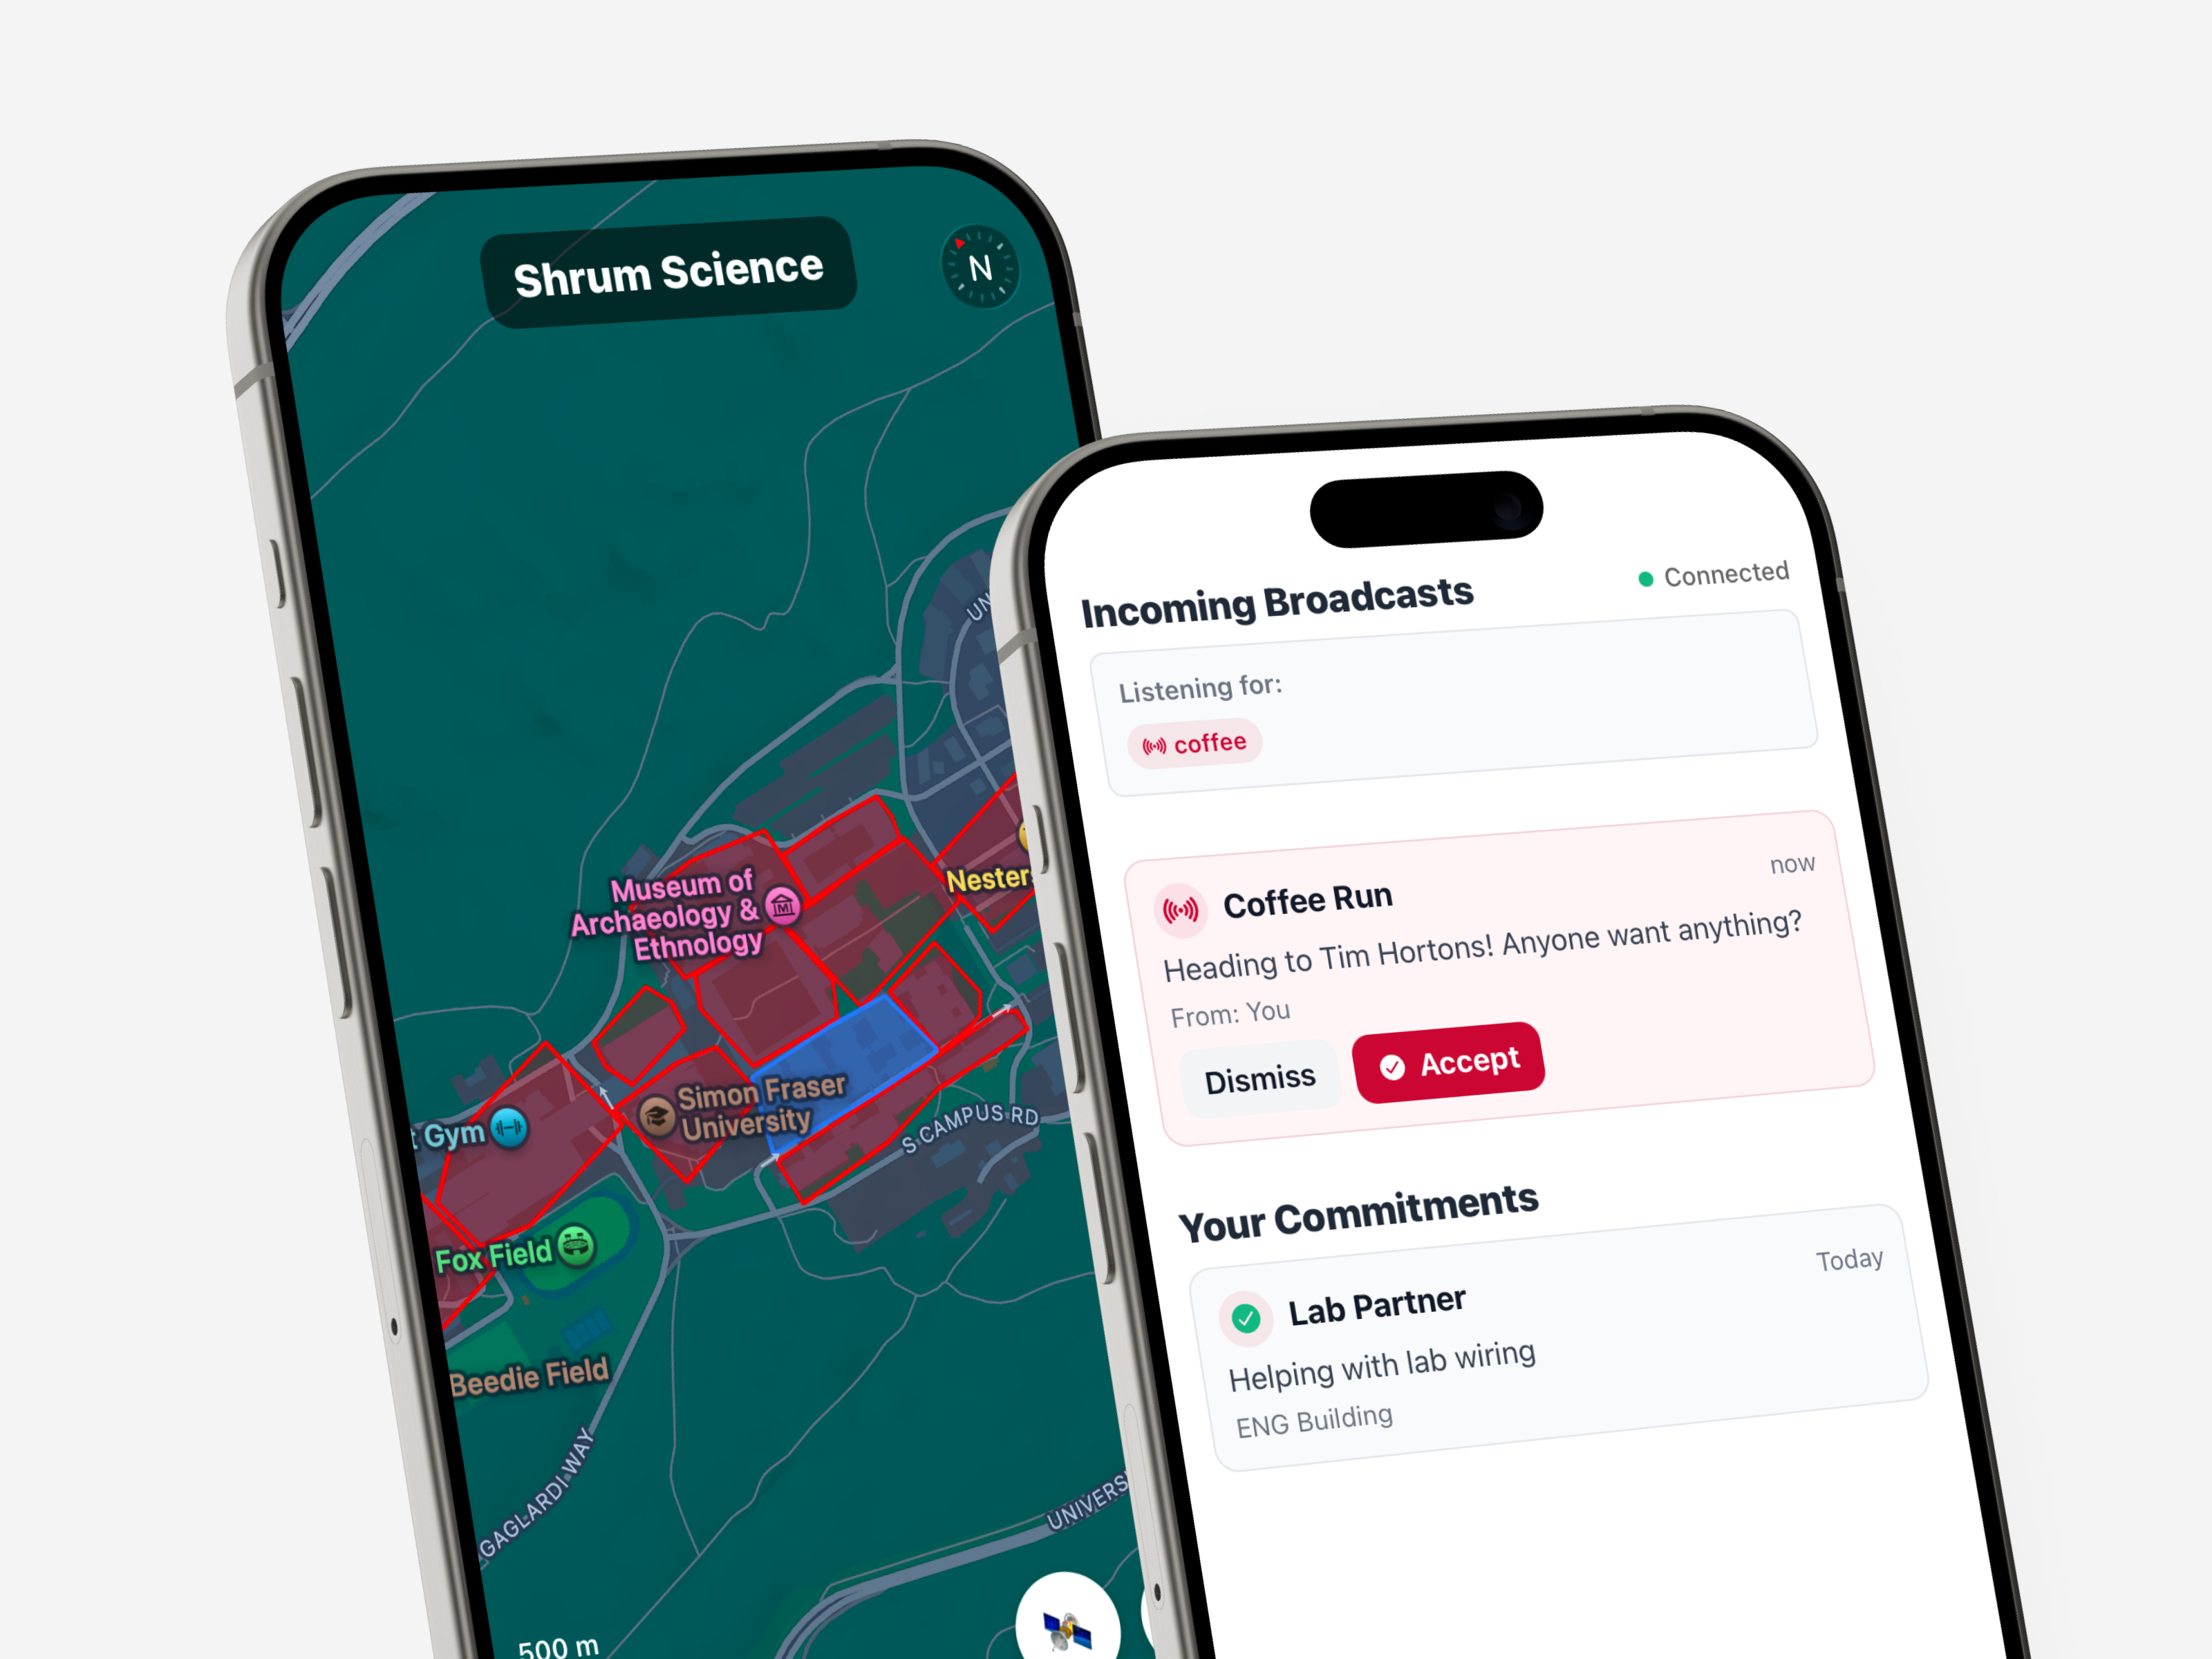 Shrum Science
N
UN
Museum of
Archaeology &
Ethnology
Nesters
Simon Fraser
University
S CAMPUS RD
t Gym
Fox Field
Beedie Field
GAGLARDI WAY
UNIVERS
500 m
Incoming Broadcasts
Connected
Listening for:
coffee
Coffee Run
now
Heading to Tim Hortons! Anyone want anything?
From: You
Dismiss
Accept
Your Commitments
Lab Partner
Today
Helping with lab wiring
ENG Building